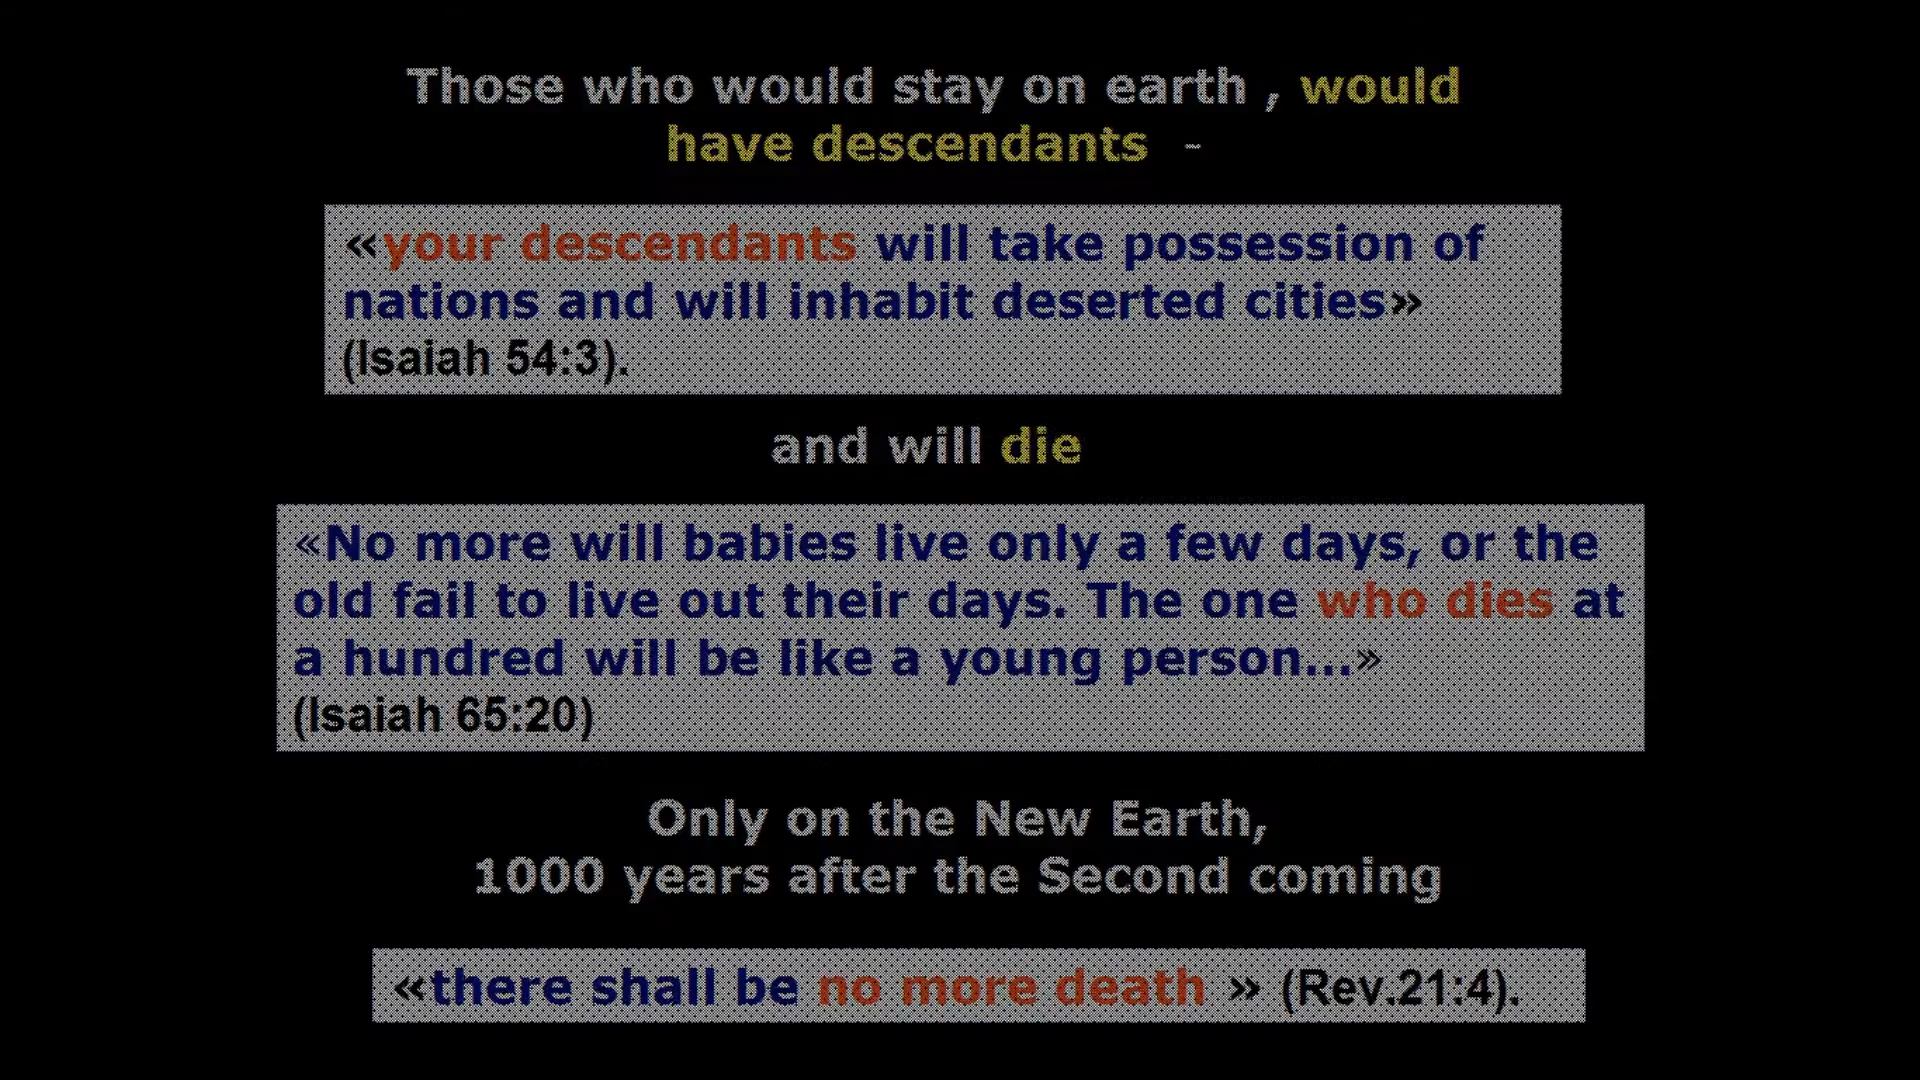 Those who would stay on earth , would
have descendants -
«your descendants will take possession of
nations and will inhabit deserted cities»
(Isaiah 54:3).
and will die
«No more will babies live only a few days, or the
old fail to live out their days. The one who dies at
a hundred will be like a young person...»
(Isaiah 65:20)
Only on the New Earth,
1000 years after the Second coming
«there shall be no more death » (Rev.21:4).